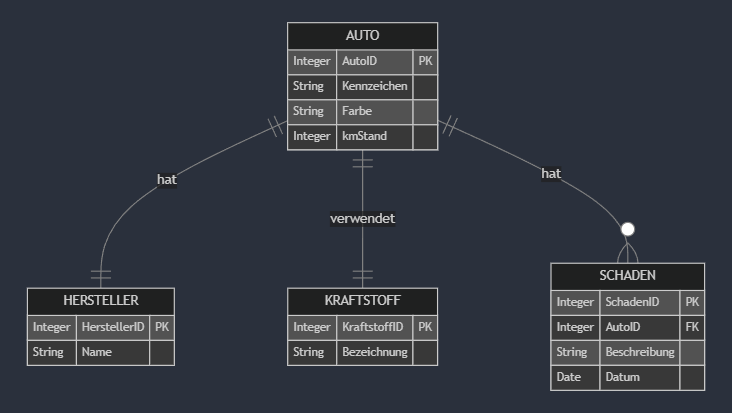 AUTO
Integer AutoID PK
String Kennzeichen
String Farbe
Integer kmStand
hat
hat
verwendet
HERSTELLER
Integer HerstellerID PK
String Name
KRAFTSTOFF
Integer KraftstoffID PK
String Bezeichnung
SCHADEN
Integer SchadenID PK
Integer AutoID FK
String Beschreibung
Date Datum